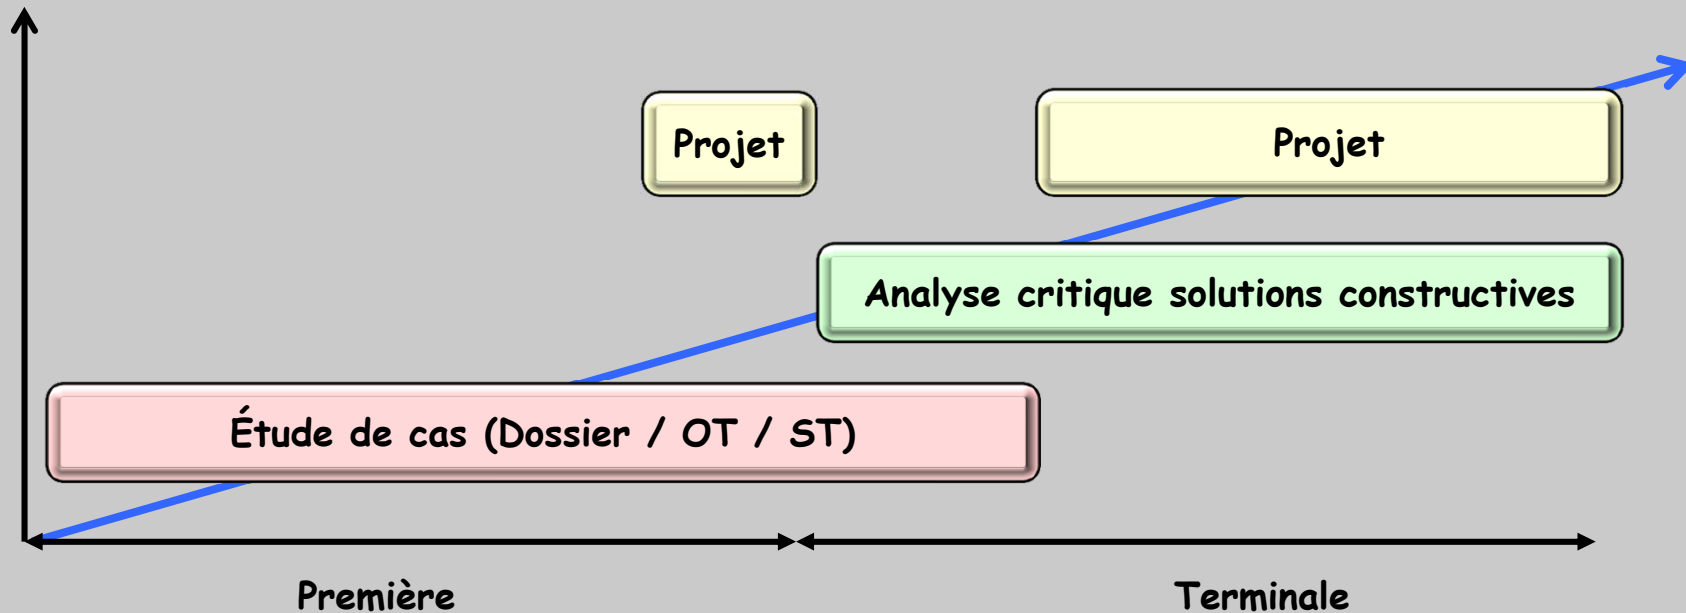 Projet
Projet
Analyse critique solutions constructives
Étude de cas (Dossier / OT / ST)
Première
Terminale